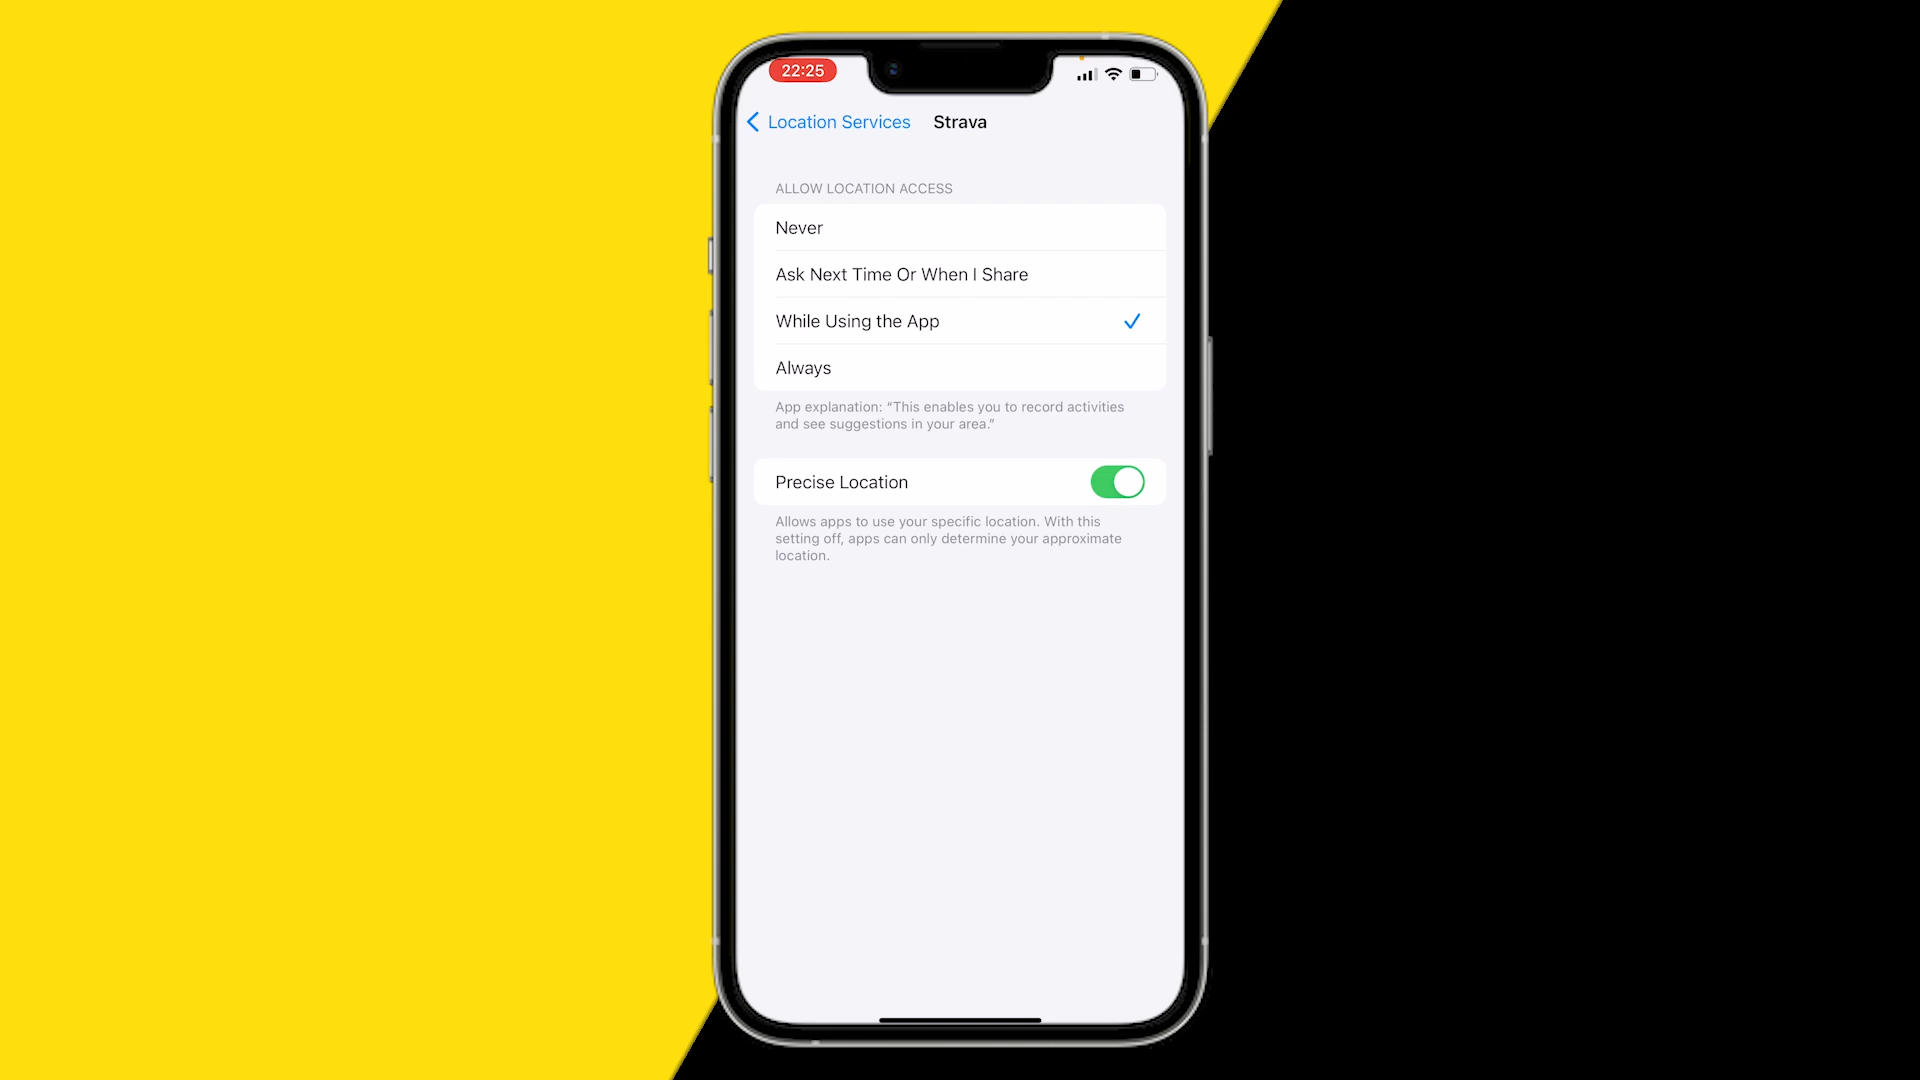 22:25
Location Services Strava
ALLOW LOCATION ACCESS
Never
Ask Next Time Or When I Share
While Using the App
Always
App explanation: “This enables you to record activities
and see suggestions in your area.”
Precise Location
Allows apps to use your specific location. With this
setting off, apps can only determine your approximate
location.